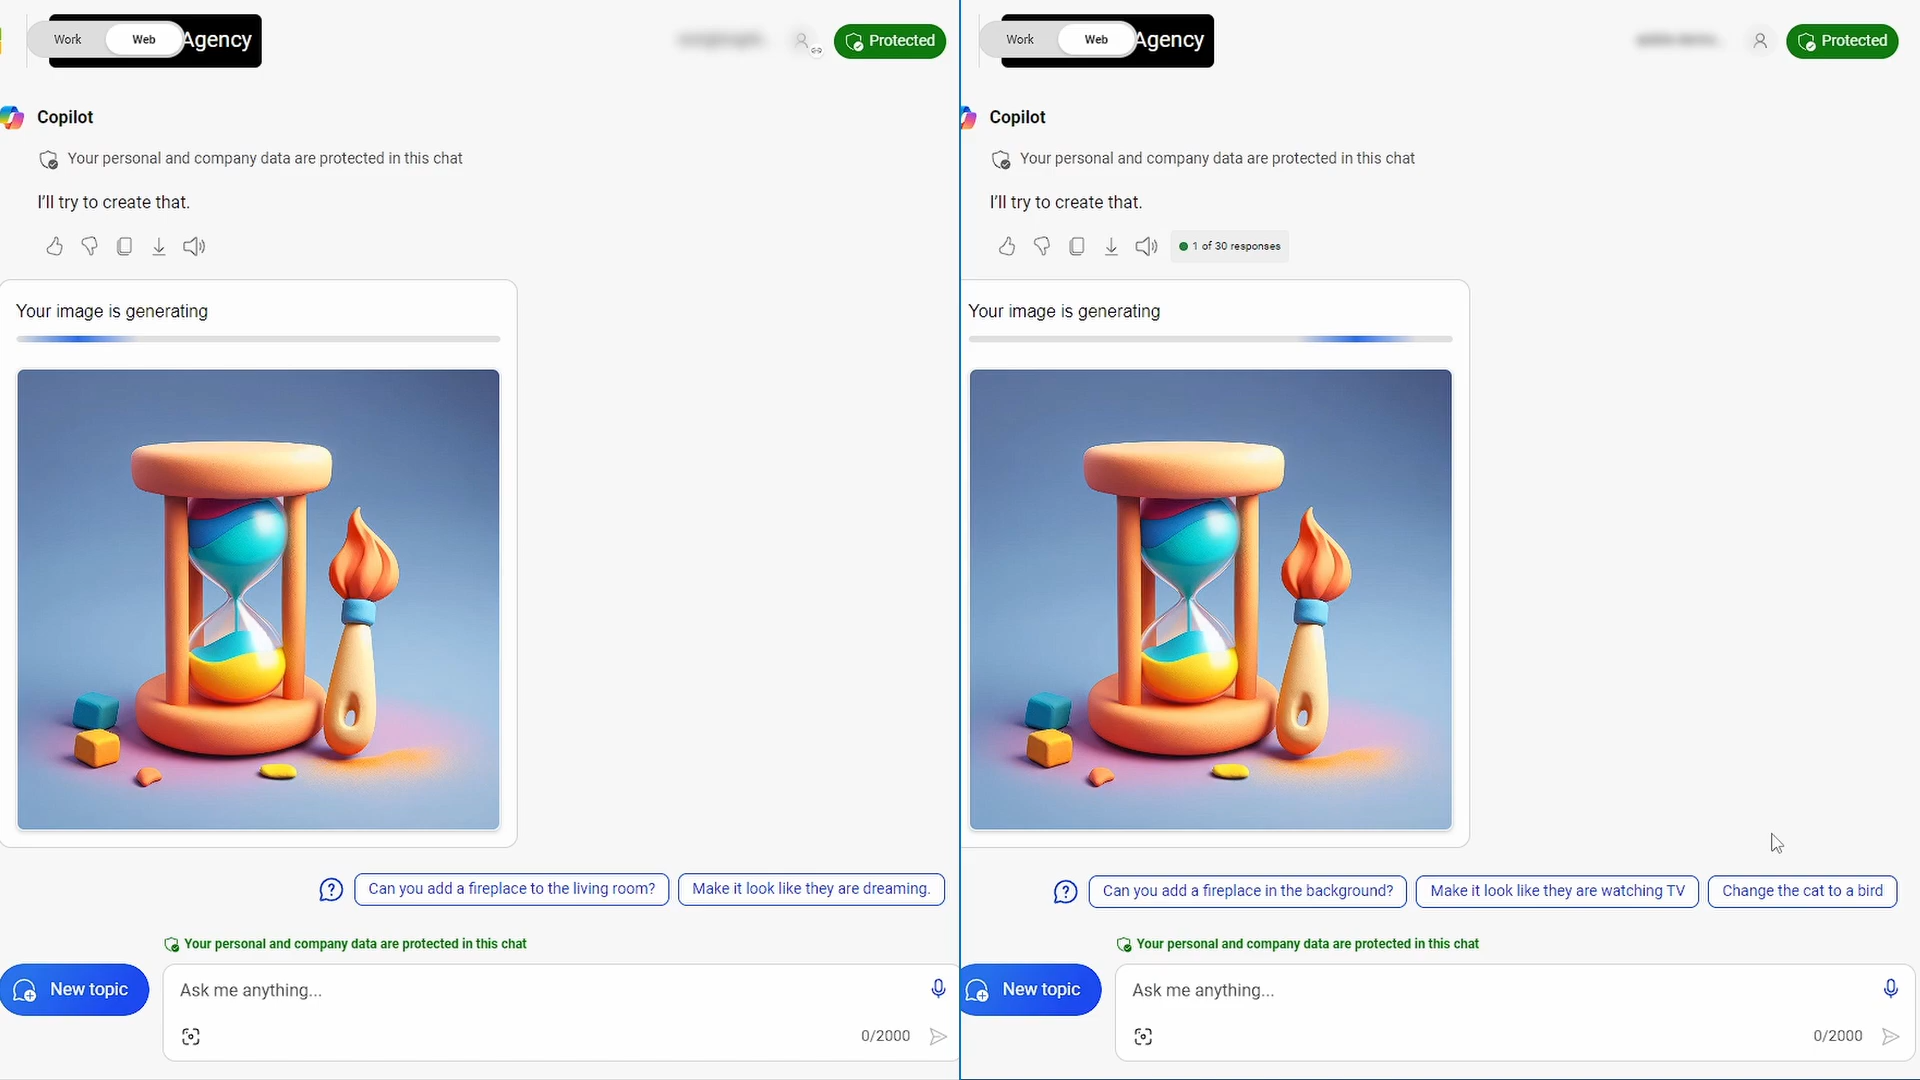 Work
Web
Agency
Protected
Copilot
Your personal and company data are protected in this chat
I'll try to create that.
Your image is generating
Can you add a fireplace to the living room?
Make it look like they are dreaming.
Your personal and company data are protected in this chat
New topic
Ask me anything...
0/2000
Work
Web
Agency
Protected
Copilot
Your personal and company data are protected in this chat
I'll try to create that.
1 of 30 responses
Your image is generating
Can you add a fireplace in the background?
Make it look like they are watching TV
Change the cat to a bird
Your personal and company data are protected in this chat
New topic
Ask me anything...
0/2000